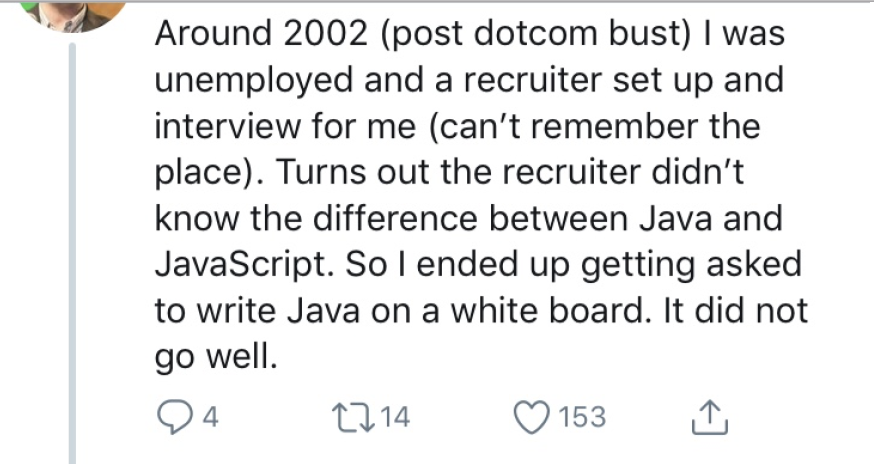 Around 2002 (post dotcom bust) I was
unemployed and a recruiter set up and
interview for me (can’t remember the
place). Turns out the recruiter didn’t
know the difference between Java and
JavaScript. So I ended up getting asked
to write Java on a white board. It did not
go well.
4 14 153